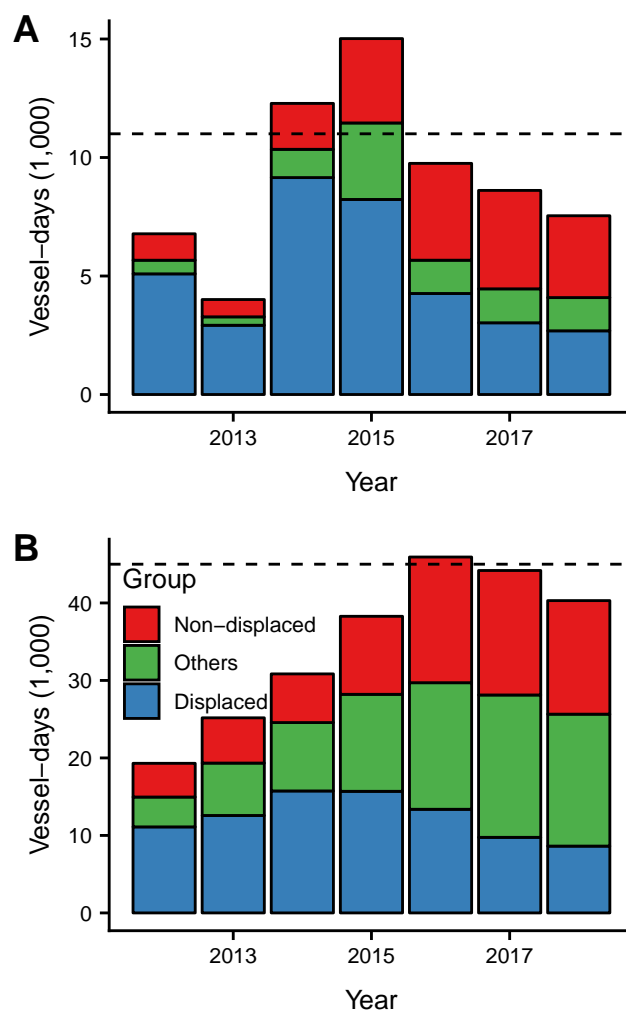 A
Vessel−days (1,000)
15
10
5
0
2013 2015 2017
Year
B
Vessel−days (1,000)
40
30
20
10
0
Group
Non−displaced
Others
Displaced
2013 2015 2017
Year